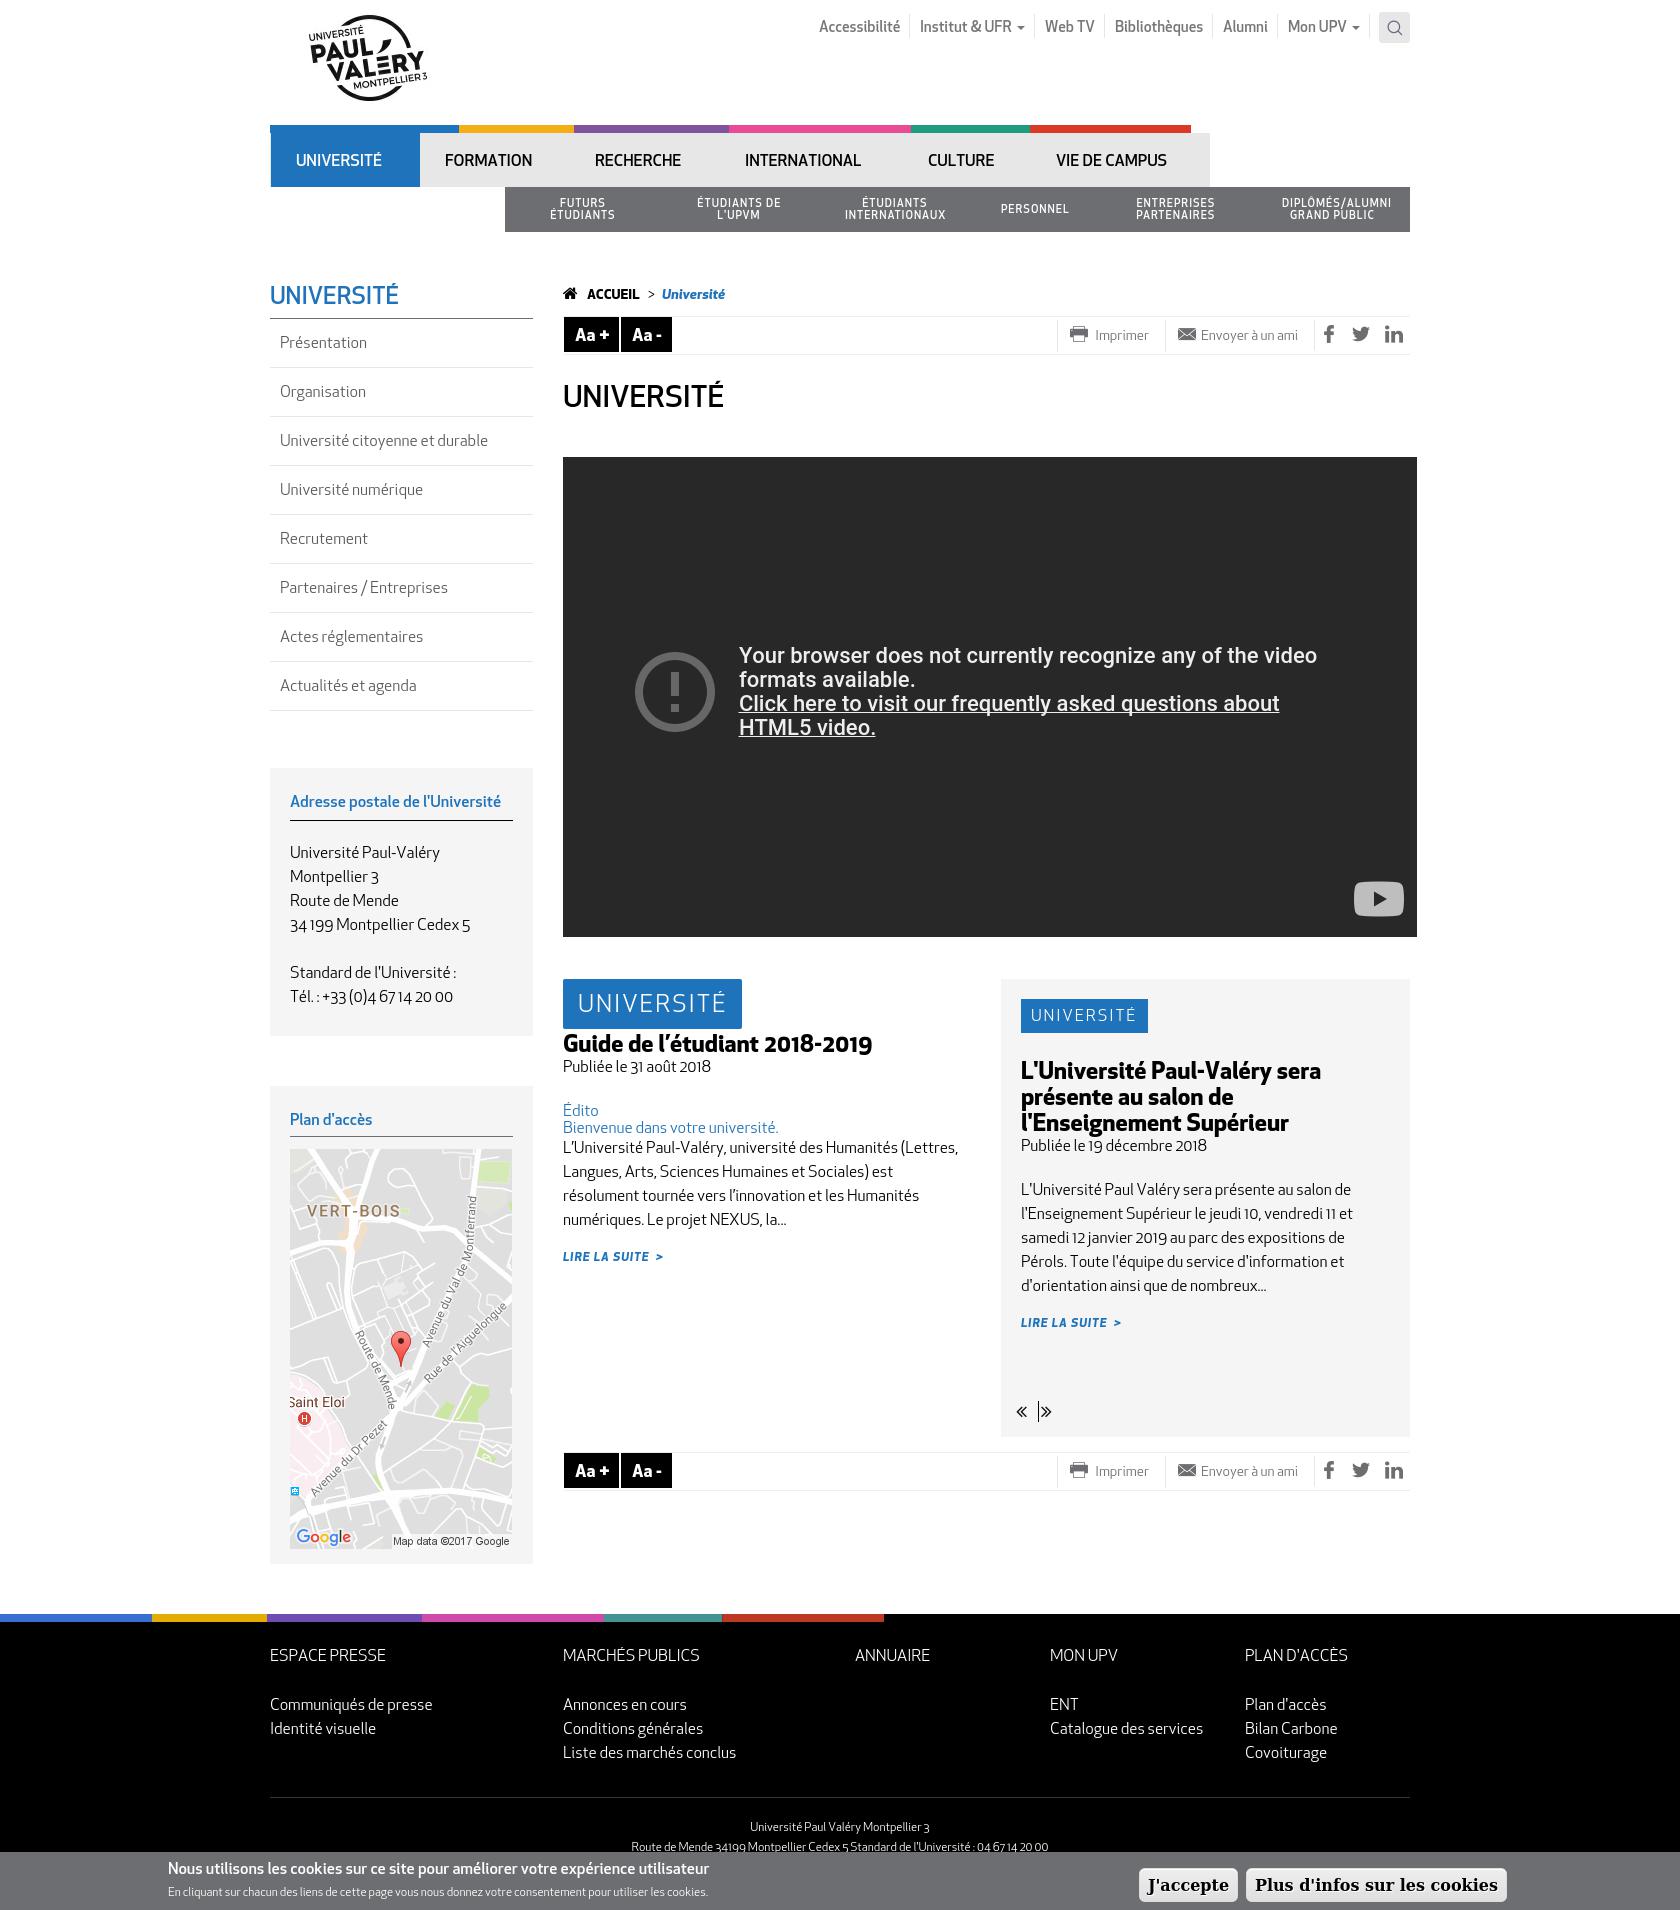 UNIVERSITÉ
PAUL
VALÉRY
MONTPELLIER 3
Accessibilité
Institut & UFR
Web TV
Bibliothèques
Alumni
Mon UPV
UNIVERSITÉ
FORMATION
RECHERCHE
INTERNATIONAL
CULTURE
VIE DE CAMPUS
FUTURS
ÉTUDIANTS
ÉTUDIANTS DE
L'UPVM
ÉTUDIANTS
INTERNATIONAUX
PERSONNEL
ENTREPRISES
PARTENAIRES
DIPLÔMÉS/ALUMNI
GRAND PUBLIC
UNIVERSITÉ
Présentation
Organisation
Université citoyenne et durable
Université numérique
Recrutement
Partenaires / Entreprises
Actes réglementaires
Actualités et agenda
Adresse postale de l'Université
Université Paul-Valéry
Montpellier 3
Route de Mende
34 199 Montpellier Cedex 5
Standard de l'Université :
Tél. : +33 (0)4 67 14 20 00
Plan d'accès
VERT-BOIS
Avenue du Val de Montferrand
Rue de l'Aiguelongue
Route de Mende
Saint Eloi
H
Avenue du Dr Pezet
Google
Map data ©2017 Google
ACCUEIL > Université
Aa +
Aa -
Imprimer
Envoyer à un ami
UNIVERSITÉ
Your browser does not currently recognize any of the video
formats available.
Click here to visit our frequently asked questions about
HTML5 video.
UNIVERSITÉ
Guide de l’étudiant 2018-2019
Publiée le 31 août 2018
Édito
Bienvenue dans votre université.
L’Université Paul-Valéry, université des Humanités (Lettres,
Langues, Arts, Sciences Humaines et Sociales) est
résolument tournée vers l’innovation et les Humanités
numériques. Le projet NEXUS, la...
LIRE LA SUITE >
UNIVERSITÉ
L'Université Paul-Valéry sera
présente au salon de
l'Enseignement Supérieur
Publiée le 19 décembre 2018
L'Université Paul Valéry sera présente au salon de
l'Enseignement Supérieur le jeudi 10, vendredi 11 et
samedi 12 janvier 2019 au parc des expositions de
Pérols. Toute l'équipe du service d'information et
d'orientation ainsi que de nombreux...
LIRE LA SUITE >
« | »
Aa +
Aa -
Imprimer
Envoyer à un ami
ESPACE PRESSE
Communiqués de presse
Identité visuelle
MARCHÉS PUBLICS
Annonces en cours
Conditions générales
Liste des marchés conclus
ANNUAIRE
MON UPV
ENT
Catalogue des services
PLAN D'ACCÈS
Plan d'accès
Bilan Carbone
Covoiturage
Université Paul Valéry Montpellier 3
Route de Mende 34199 Montpellier Cedex 5 Standard de l'Université : 04 67 14 20 00
Nous utilisons les cookies sur ce site pour améliorer votre expérience utilisateur
En cliquant sur chacun des liens de cette page vous nous donnez votre consentement pour utiliser les cookies.
J'accepte
Plus d'infos sur les cookies